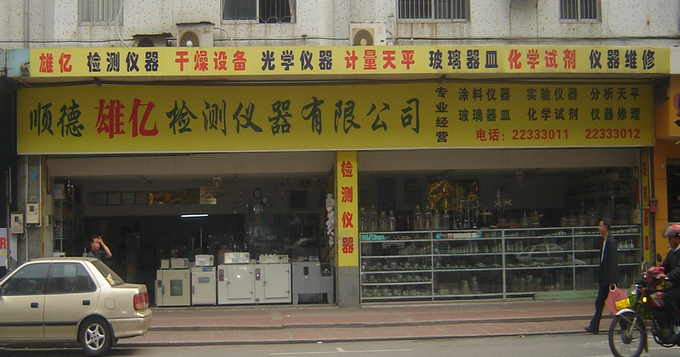 雄亿 检测仪器 干燥设备 光学仪器 计量天平 玻璃器皿 化学试剂 仪器维修
顺德雄亿检测仪器有限公司
专业经营
涂料仪器 实验仪器 分析天平
玻璃器皿 化学试剂 仪器修理
电话：22333011 22333012
检测仪器